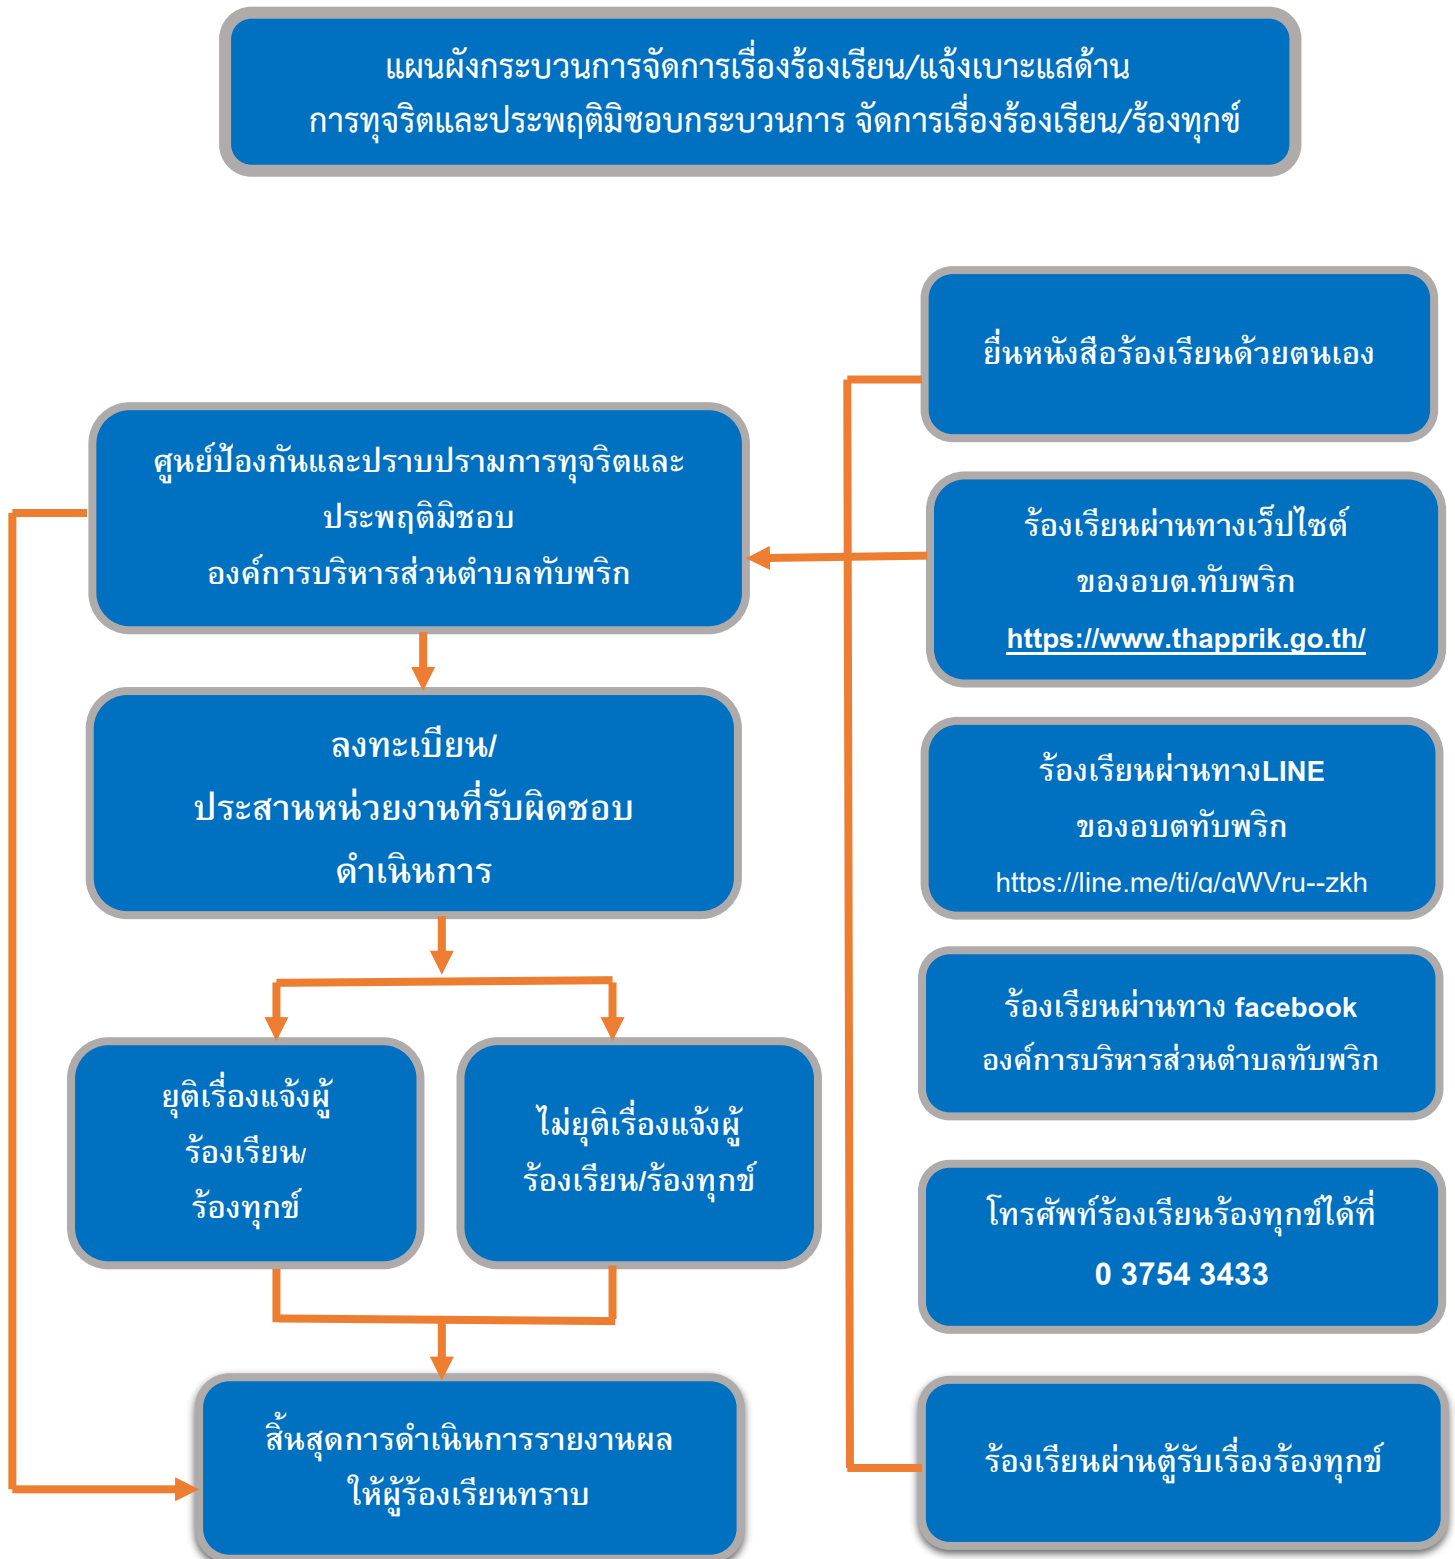 แผนผังกระบวนการจัดการเรื่องร้องเรียน/แจ้งเบาะแสด้าน
การทุจริตและประพฤติมิชอบกระบวนการ จัดการเรื่องร้องเรียน/ร้องทุกข์
ศูนย์ป้องกันและปราบปรามการทุจริตและ
ประพฤติมิชอบ
องค์การบริหารส่วนตำบลทับพริก
ลงทะเบียน/
ประสานหน่วยงานที่รับผิดชอบ
ดำเนินการ
ยุติเรื่องแจ้งผู้
ร้องเรียน/
ร้องทุกข์
ไม่ยุติเรื่องแจ้งผู้
ร้องเรียน/ร้องทุกข์
สิ้นสุดการดำเนินการรายงานผล
ให้ผู้ร้องเรียนทราบ
ยื่นหนังสือร้องเรียนด้วยตนเอง
ร้องเรียนผ่านทางเว็ปไซต์
ของอบต.ทับพริก
https://www.thapprik.go.th/
ร้องเรียนผ่านทางLINE
ของอบตทับพริก
ร้องเรียนผ่านทาง facebook
องค์การบริหารส่วนตำบลทับพริก
โทรศัพท์ร้องเรียนร้องทุกข์ได้ที่
0 3754 3433
ร้องเรียนผ่านตู้รับเรื่องร้องทุกข์